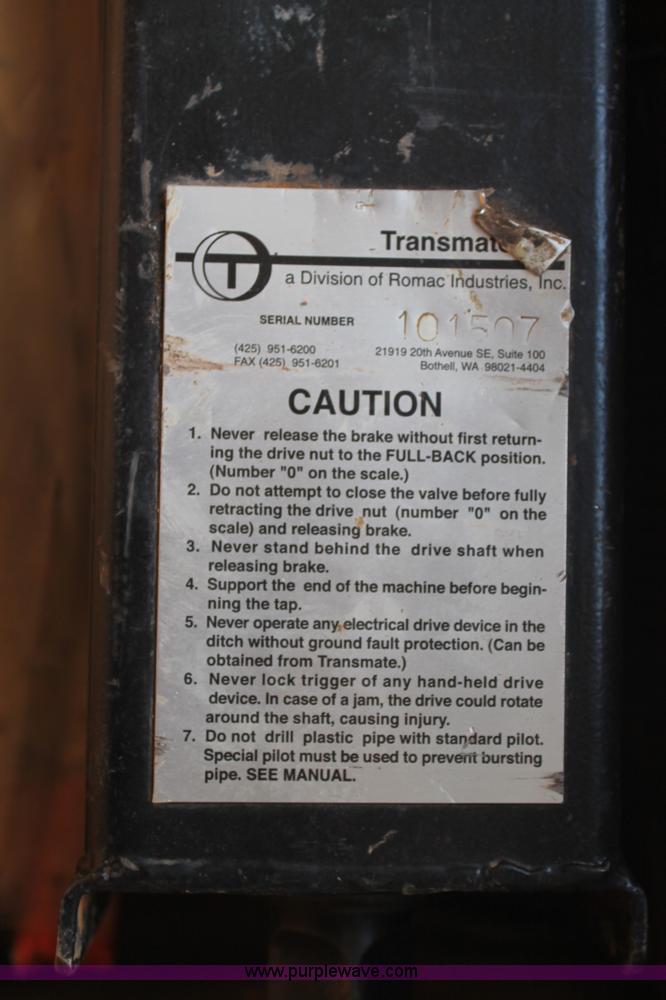 T
a Division of Romac Industries, Inc.
SERIAL NUMBER
(425) 951-6200
FAX (425) 951-6201
21919 20th Avenue SE, Suite 100
Bothell, WA 98021-4404
CAUTION
1. Never release the brake without first return-
ing the drive nut to the FULL-BACK position.
(Number "0" on the scale.)
2. Do not attempt to close the valve before fully
retracting the drive nut (number "0" on the
scale) and releasing brake.
3. Never stand behind the drive shaft when
releasing brake.
4. Support the end of the machine before begin-
ning the tap.
5. Never operate any electrical drive device in the
ditch without ground fault protection. (Can be
obtained from Transmate.)
6. Never lock trigger of any hand-held drive
device. In case of a jam, the drive could rotate
around the shaft, causing injury.
7. Do not drill plastic pipe with standard pilot.
Special pilot must be used to prevent bursting
pipe. SEE MANUAL.
www.purplewave.com